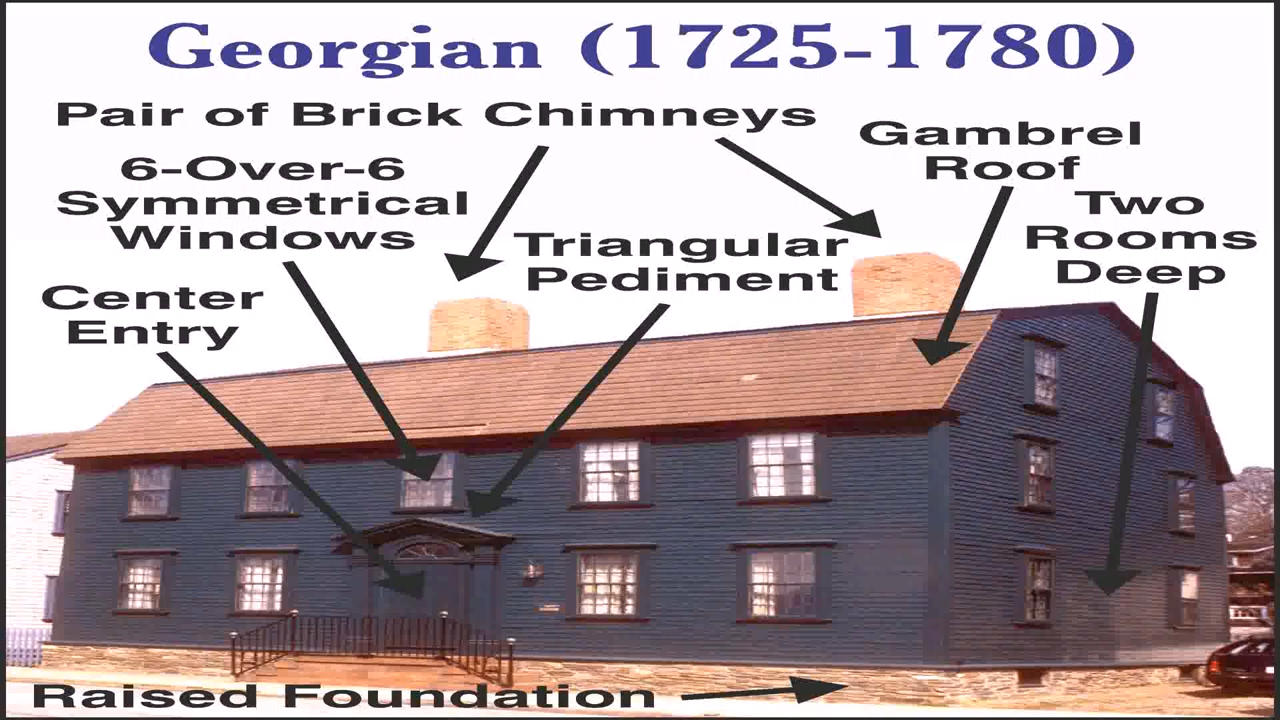 Georgian (1725-1780)
Pair of Brick Chimneys
6-Over-6
Symmetrical
Windows
Center
Entry
Triangular
Pediment
Gambrel
Roof
Two
Rooms
Deep
Raised Foundation